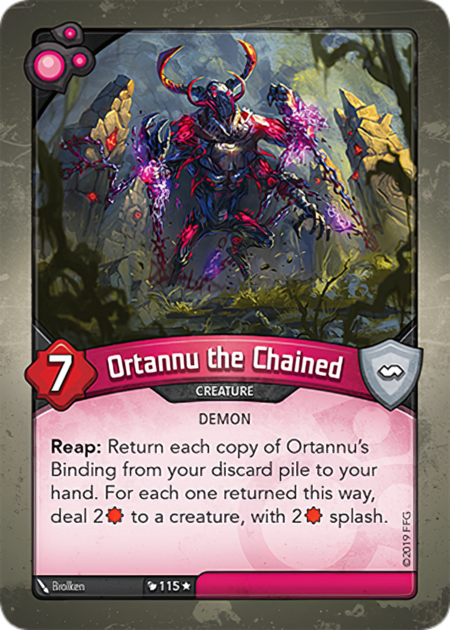 7
Ortannu the Chained
CREATURE
DEMON
Reap: Return each copy of Ortannu's
Binding from your discard pile to your
hand. For each one returned this way,
deal 2 to a creature, with 2 splash.
©2019 FFG
Brolken
115